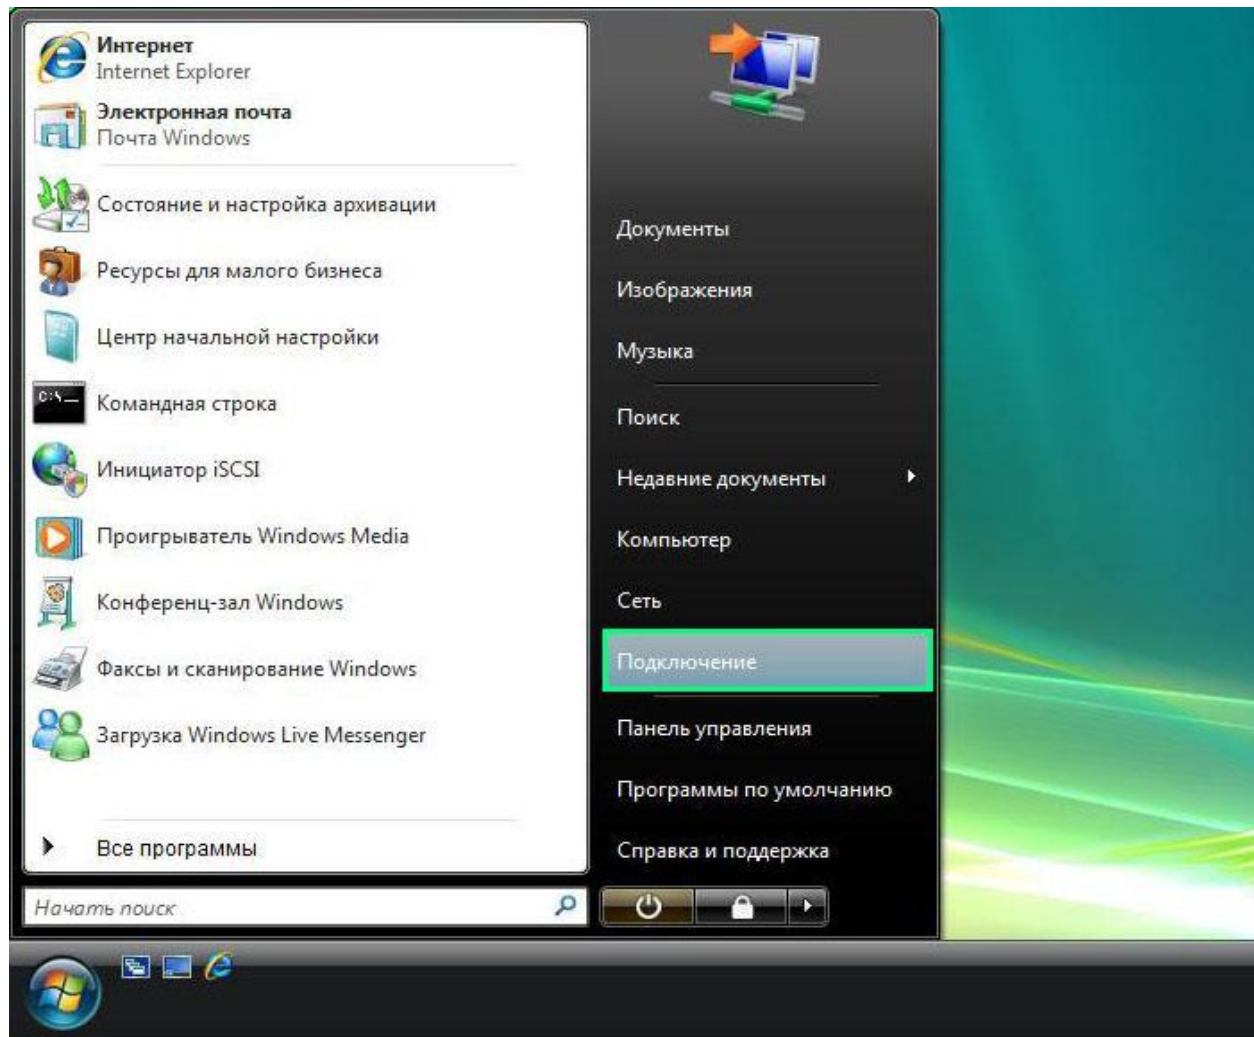 Интернет
Internet Explorer
Электронная почта
Почта Windows
Состояние и настройка архивации
Ресурсы для малого бизнеса
Центр начальной настройки
C:\_
Командная строка
Инициатор iSCSI
Проигрыватель Windows Media
Конференц-зал Windows
Факсы и сканирование Windows
Загрузка Windows Live Messenger
Все программы
Начать поиск
Документы
Изображения
Музыка
Поиск
Недавние документы
Компьютер
Сеть
Подключение
Панель управления
Программы по умолчанию
Справка и поддержка